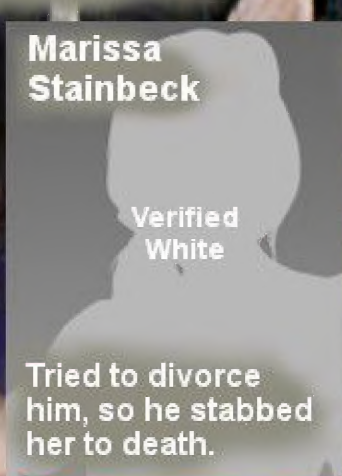 Marissa
Stainbeck
Verified
White
Tried to divorce
him, so he stabbed
her to death.